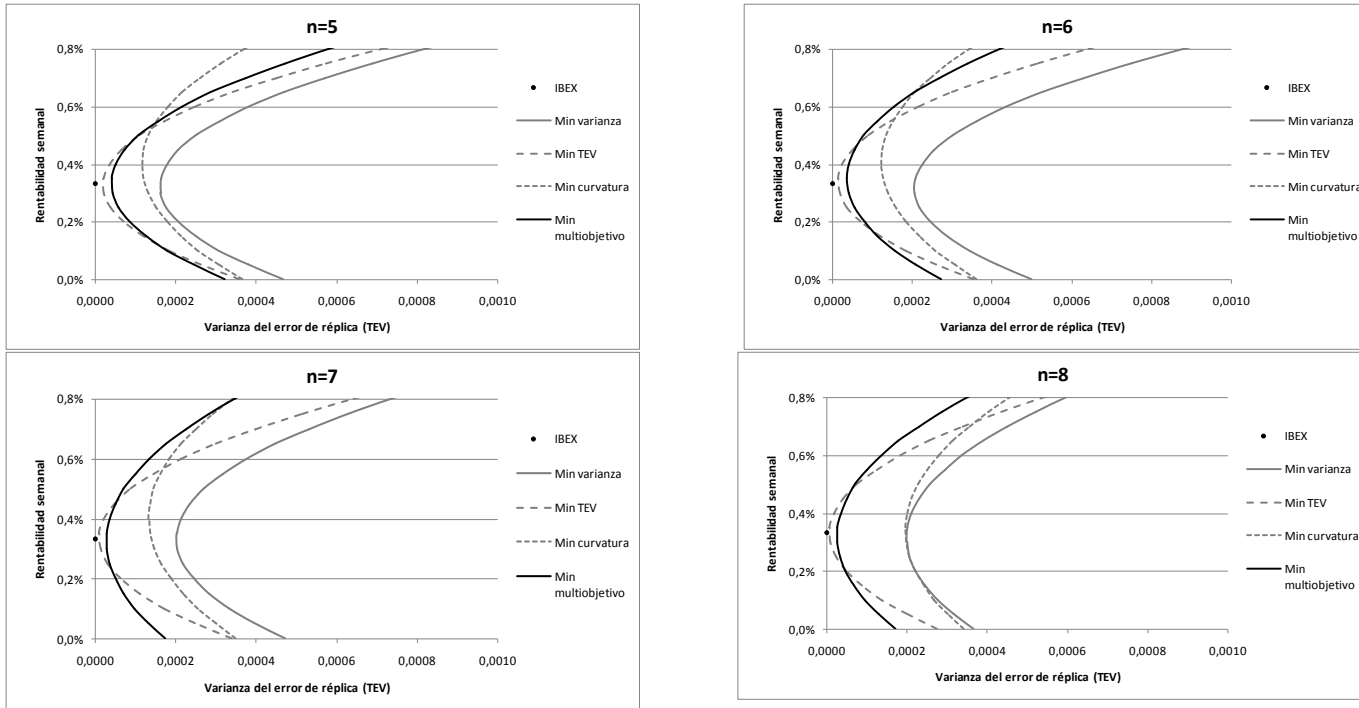 n=5
0,8%
0,6%
0,4%
0,2%
0,0%
Rentabilidad semanal
0,0000 0,0002 0,0004 0,0006 0,0008 0,0010
Varianza del error de réplica (TEV)
IBEX
Min varianza
Min TEV
Min curvatura
Min
multiobjetivo
n=6
0,8%
0,6%
0,4%
0,2%
0,0%
Rentabilidad semanal
0,0000 0,0002 0,0004 0,0006 0,0008 0,0010
Varianza del error de réplica (TEV)
IBEX
Min varianza
Min TEV
Min curvatura
Min
multiobjetivo
n=7
0,8%
0,6%
0,4%
0,2%
0,0%
Rentabilidad semanal
0,0000 0,0002 0,0004 0,0006 0,0008 0,0010
Varianza del error de réplica (TEV)
IBEX
Min varianza
Min TEV
Min curvatura
Min
multiobjetivo
n=8
0,8%
0,6%
0,4%
0,2%
0,0%
Rentabilidad semanal
0,0000 0,0002 0,0004 0,0006 0,0008 0,0010
Varianza del error de réplica (TEV)
IBEX
Min varianza
Min TEV
Min curvatura
Min
multiobjetivo